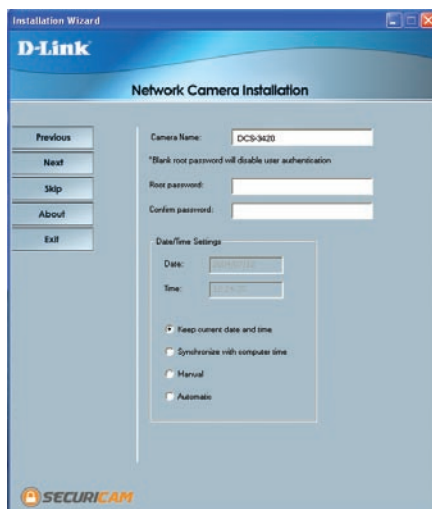 Installation Wizard
D-Link
Network Camera Installation
Previous
Next
Skip
About
Exit
Camera Name: DCS-3420
*Blank root password will disable user authentication
Root password:
Confirm password:
Date/Time Settings
Date:
Time:
Keep current date and time
Synchronize with computer time
Manual
Automatic
SECURICAM